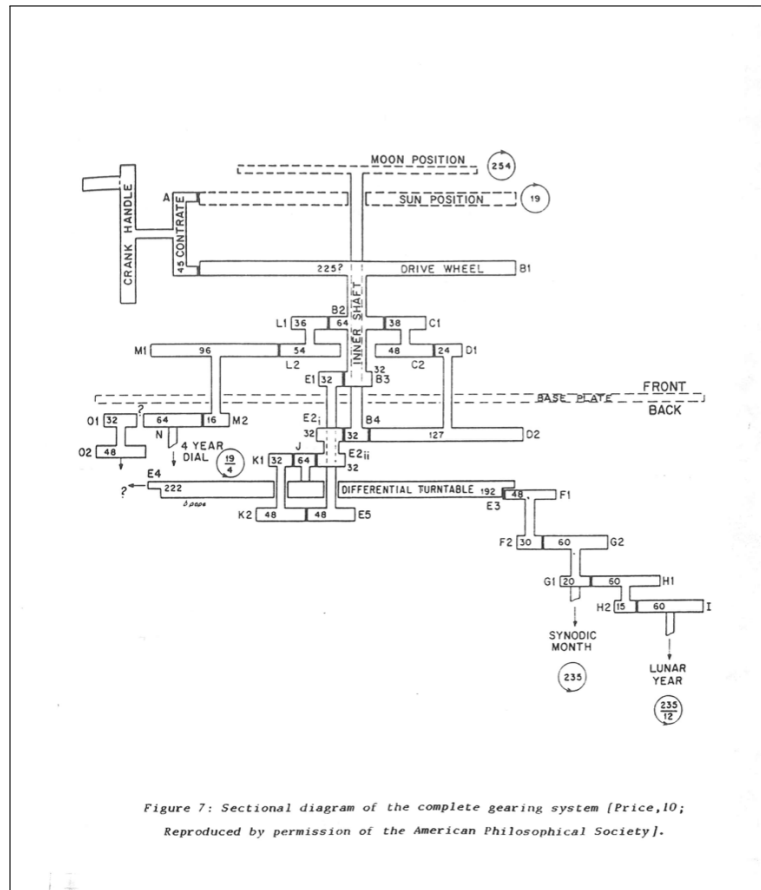 MOON POSITION
254
A
SUN POSITION
19
CRANK HANDLE
45 CONTRATE
225?
DRIVE WHEEL
B1
INNER SHAFT
B2
L1
36
64
38
C1
M1
96
54
48
24
D1
L2
C2
32
E1
32
B3
FRONT
BASE PLATE
BACK
?
E2i
B4
O1
32
64
16
M2
32
32
127
D2
N
O2
48
4 YEAR
DIAL
19
4
J
K1
32
64
E2ii
32
E4
?
222
DIFFERENTIAL TURNTABLE
192
48
F1
E3
K2
48
48
E5
F2
30
60
G2
G1
20
60
H1
H2
15
60
I
SYNODIC
MONTH
235
LUNAR
YEAR
235
12
Figure 7: Sectional diagram of the complete gearing system [Price,10;
Reproduced by permission of the American Philosophical Society].